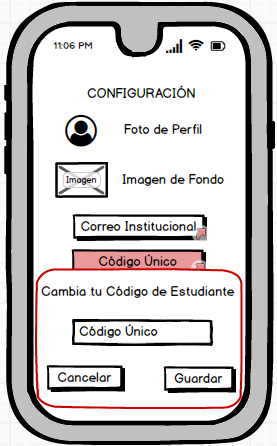 11:06 PM
CONFIGURACIÓN
Foto de Perfil
Imagen
Imagen de Fondo
Correo Institucional
Código Único
Cambia tu Código de Estudiante
Código Único
Cancelar
Guardar